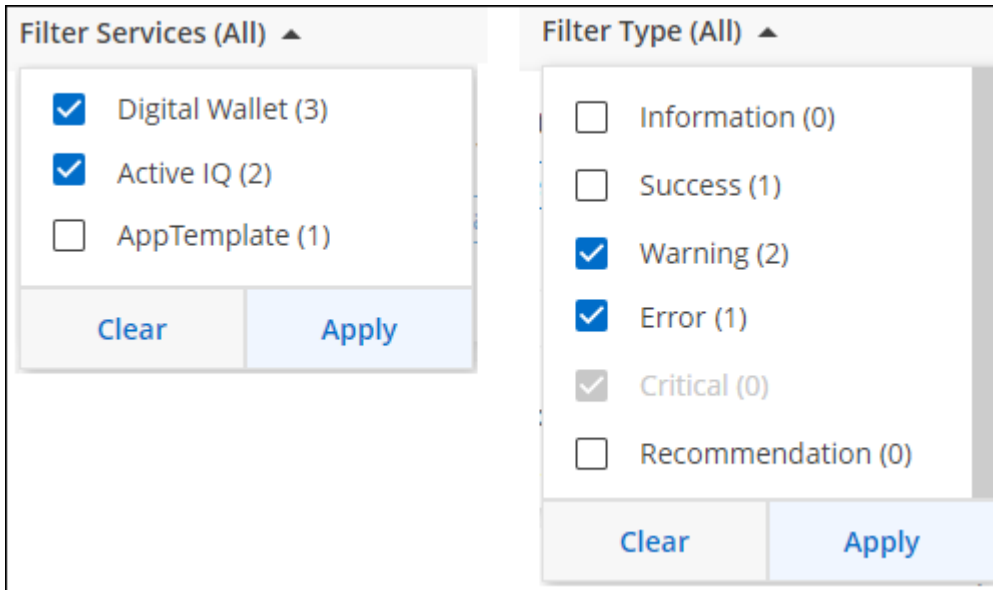 Filter Services (All)
Digital Wallet (3)
Active IQ (2)
AppTemplate (1)
Clear
Apply
Filter Type (All)
Information (0)
Success (1)
Warning (2)
Error (1)
Critical (0)
Recommendation (0)
Clear
Apply